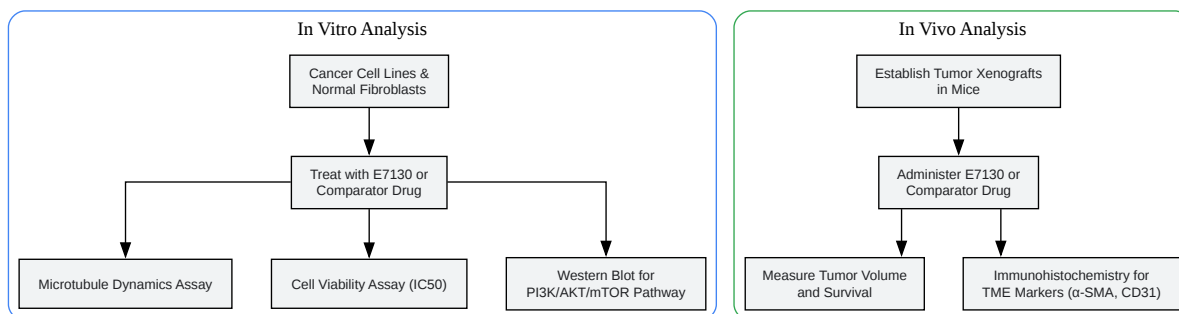 In Vitro Analysis
Cancer Cell Lines &
Normal Fibroblasts
Treat with E7130 or
Comparator Drug
Microtubule Dynamics Assay
Cell Viability Assay (IC50)
Western Blot for
PI3K/AKT/mTOR Pathway
In Vivo Analysis
Establish Tumor Xenografts
in Mice
Administer E7130 or
Comparator Drug
Measure Tumor Volume
and Survival
Immunohistochemistry for
TME Markers (α-SMA, CD31)